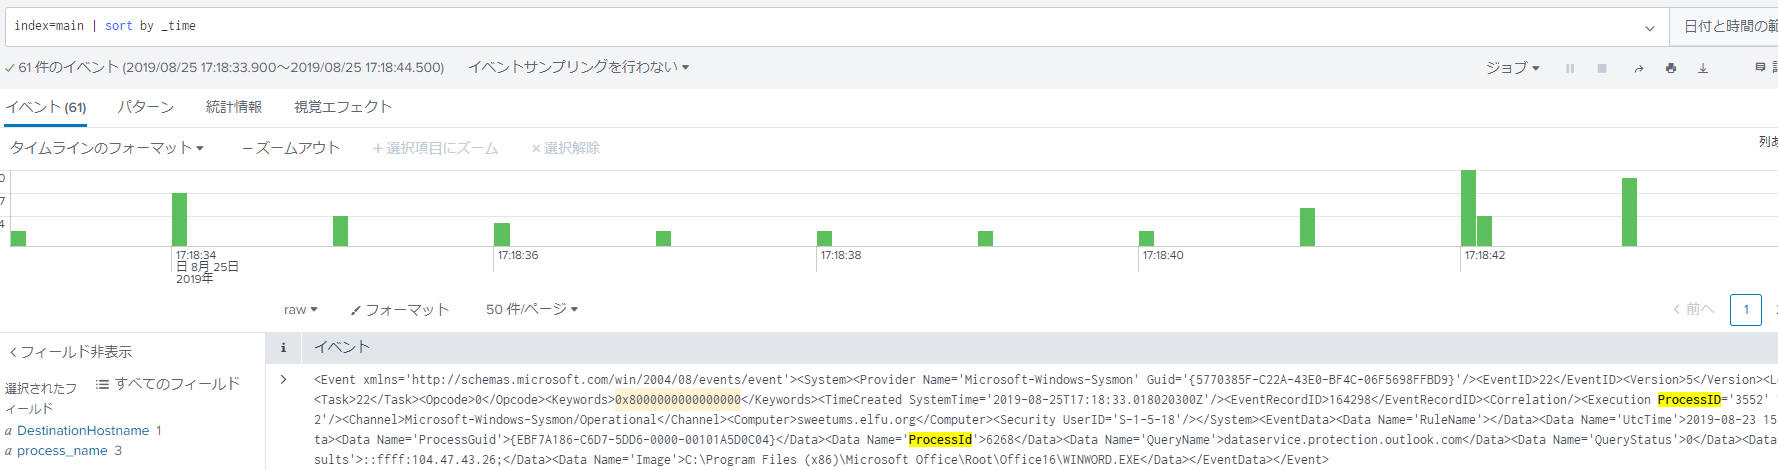 index=main | sort by _time
日付と時間の範
✓ 61 件のイベント (2019/08/25 17:18:33.900～2019/08/25 17:18:44.500) イベントサンプリングを行わない ジョブ
イベント (61) パターン 統計情報 視覚エフェクト
タイムラインのフォーマット －ズームアウト ＋選択項目にズーム ×選択解除
列あ
0
7
4
17:18:34 17:18:36 17:18:38 17:18:40 17:18:42
日 8月 25日
2019年
raw フォーマット 50 件/ページ 前へ 1
フィールド非表示 i イベント
選択されたフィールド すべてのフィールド
a DestinationHostname 1
a process_name 3
<Event xmlns='http://schemas.microsoft.com/win/2004/08/events/event'><System><Provider Name='Microsoft-Windows-Sysmon' Guid='{5770385F-C22A-43E0-BF4C-06F5698FFBD9}'/><EventID>22</EventID><Version>5</Version><L
<Task>22</Task><Opcode>0</Opcode><Keywords>0x8000000000000000</Keywords><TimeCreated SystemTime='2019-08-25T17:18:33.018020300Z'/><EventRecordID>164298</EventRecordID><Correlation/><Execution ProcessID='3552'
2'/><Channel>Microsoft-Windows-Sysmon/Operational</Channel><Computer>sweetums.elfu.org</Computer><Security UserID='S-1-5-18'/></System><EventData><Data Name='RuleName'></Data><Data Name='UtcTime'>2019-08-23 15
ta><Data Name='ProcessGuid'>{EBF7A186-C6D7-5DD6-0000-00101A5D0C04}</Data><Data Name='ProcessId'>6268</Data><Data Name='QueryName'>dataservice.protection.outlook.com</Data><Data Name='QueryStatus'>0</Data><Data
sults'>::ffff:104.47.43.26;</Data><Data Name='Image'>C:\Program Files (x86)\Microsoft Office\Root\Office16\WINWORD.EXE</Data></EventData></Event>